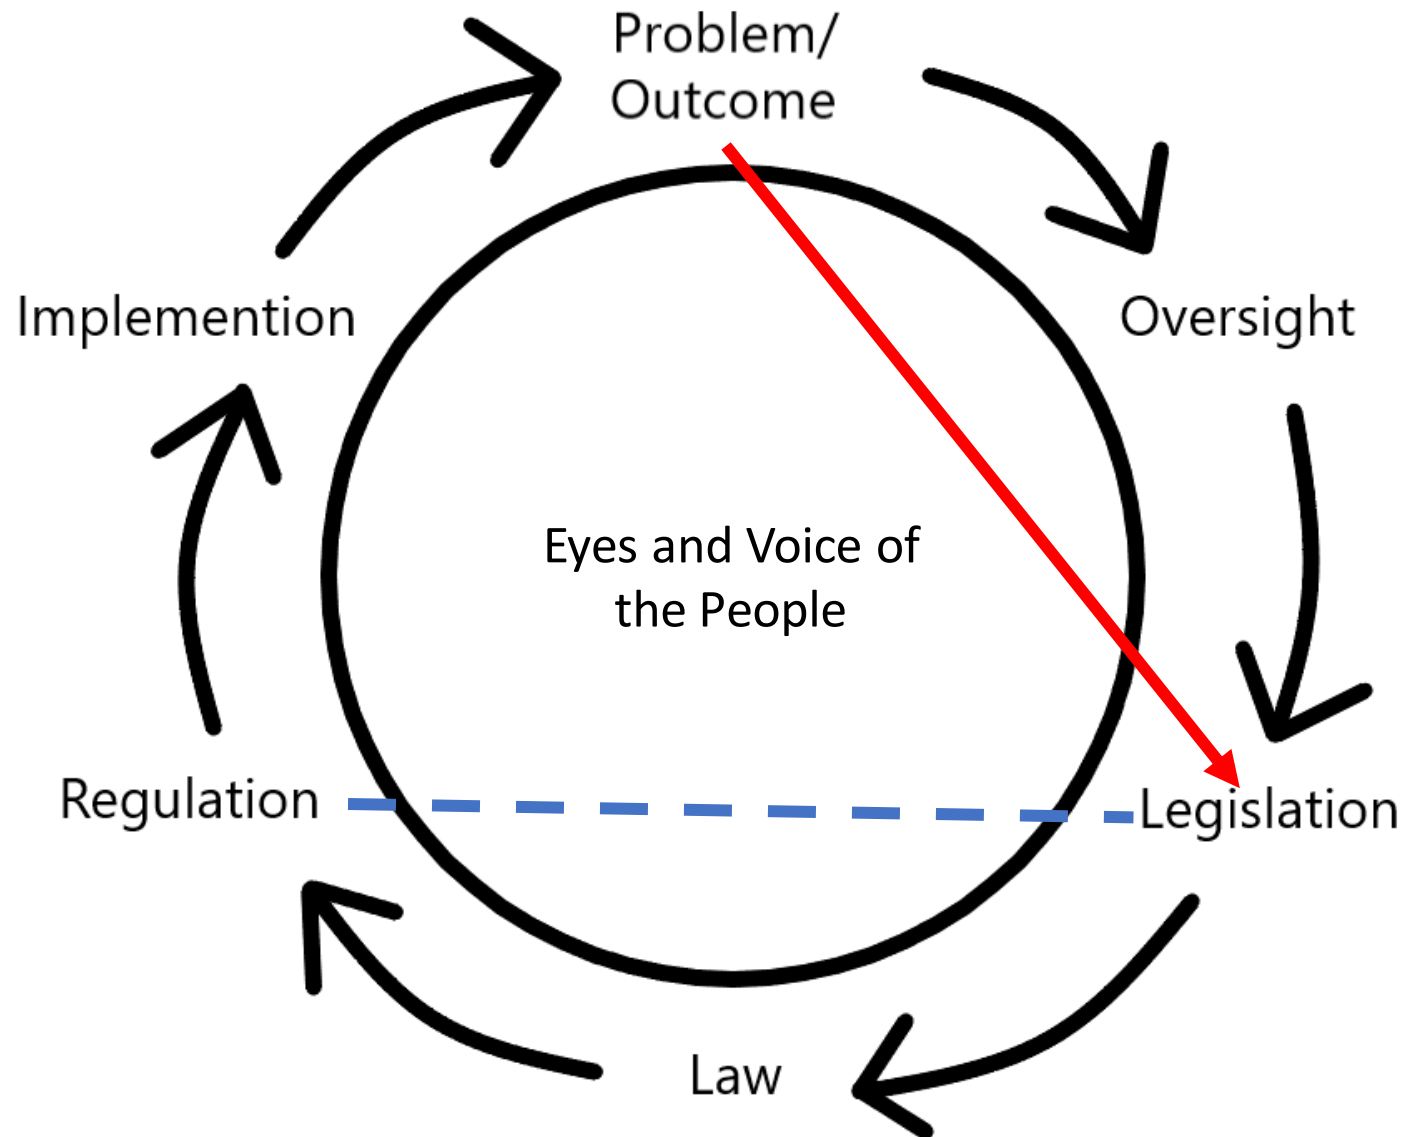 Problem/
Outcome
Implemention
Oversight
Eyes and Voice of
the People
Regulation
Legislation
Law